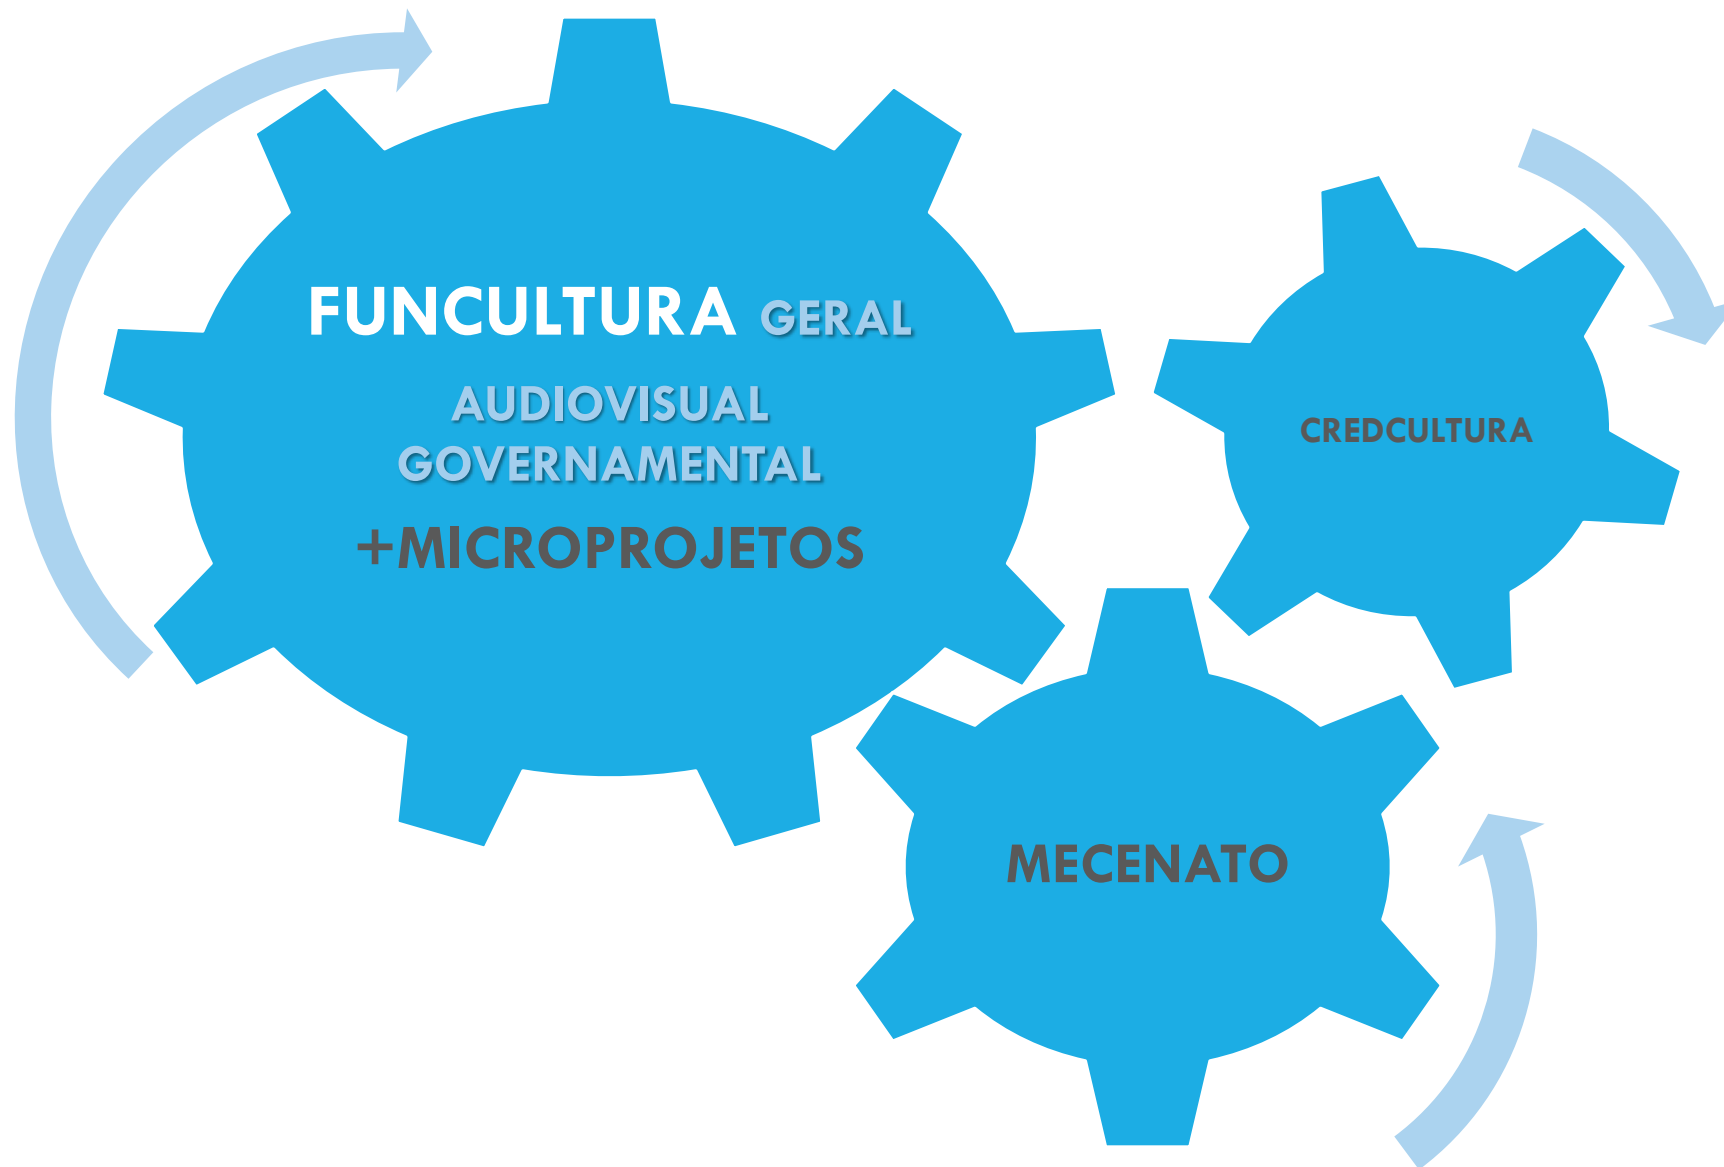 FUNCULTURA GERAL
AUDIOVISUAL
GOVERNAMENTAL
+MICROPROJETOS
CREDCULTURA
MECENATO